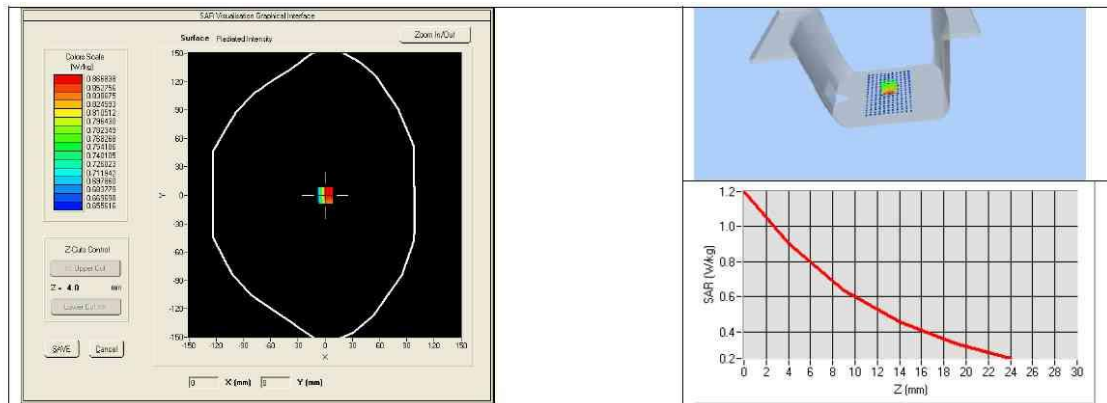 SAR Visualisation Graphical Interface
Surface Radiated Intensity
Zoom In/Out
Colors Scale
(W/kg)
0.852756
0.838675
0.824593
0.810512
0.796430
0.782349
0.768268
0.754186
0.740105
0.726023
0.711942
0.697860
0.683779
0.669698
0.655616
150
120
90
60
30
0
-30
-60
-90
-120
-150
Y
-150 -120 -90 -60 -30 0 30 60 90 120 150
X
Z-Cuts Control
<< Upper Cut
Z = 4.0 mm
Lower Cut >>
SAVE
Cancel
0 X (mm) 0 Y (mm)
1.2
1.0
0.8
0.6
0.4
0.2
SAR (W/kg)
0 2 4 6 8 10 12 14 16 18 20 22 24 26 28 30
Z (mm)